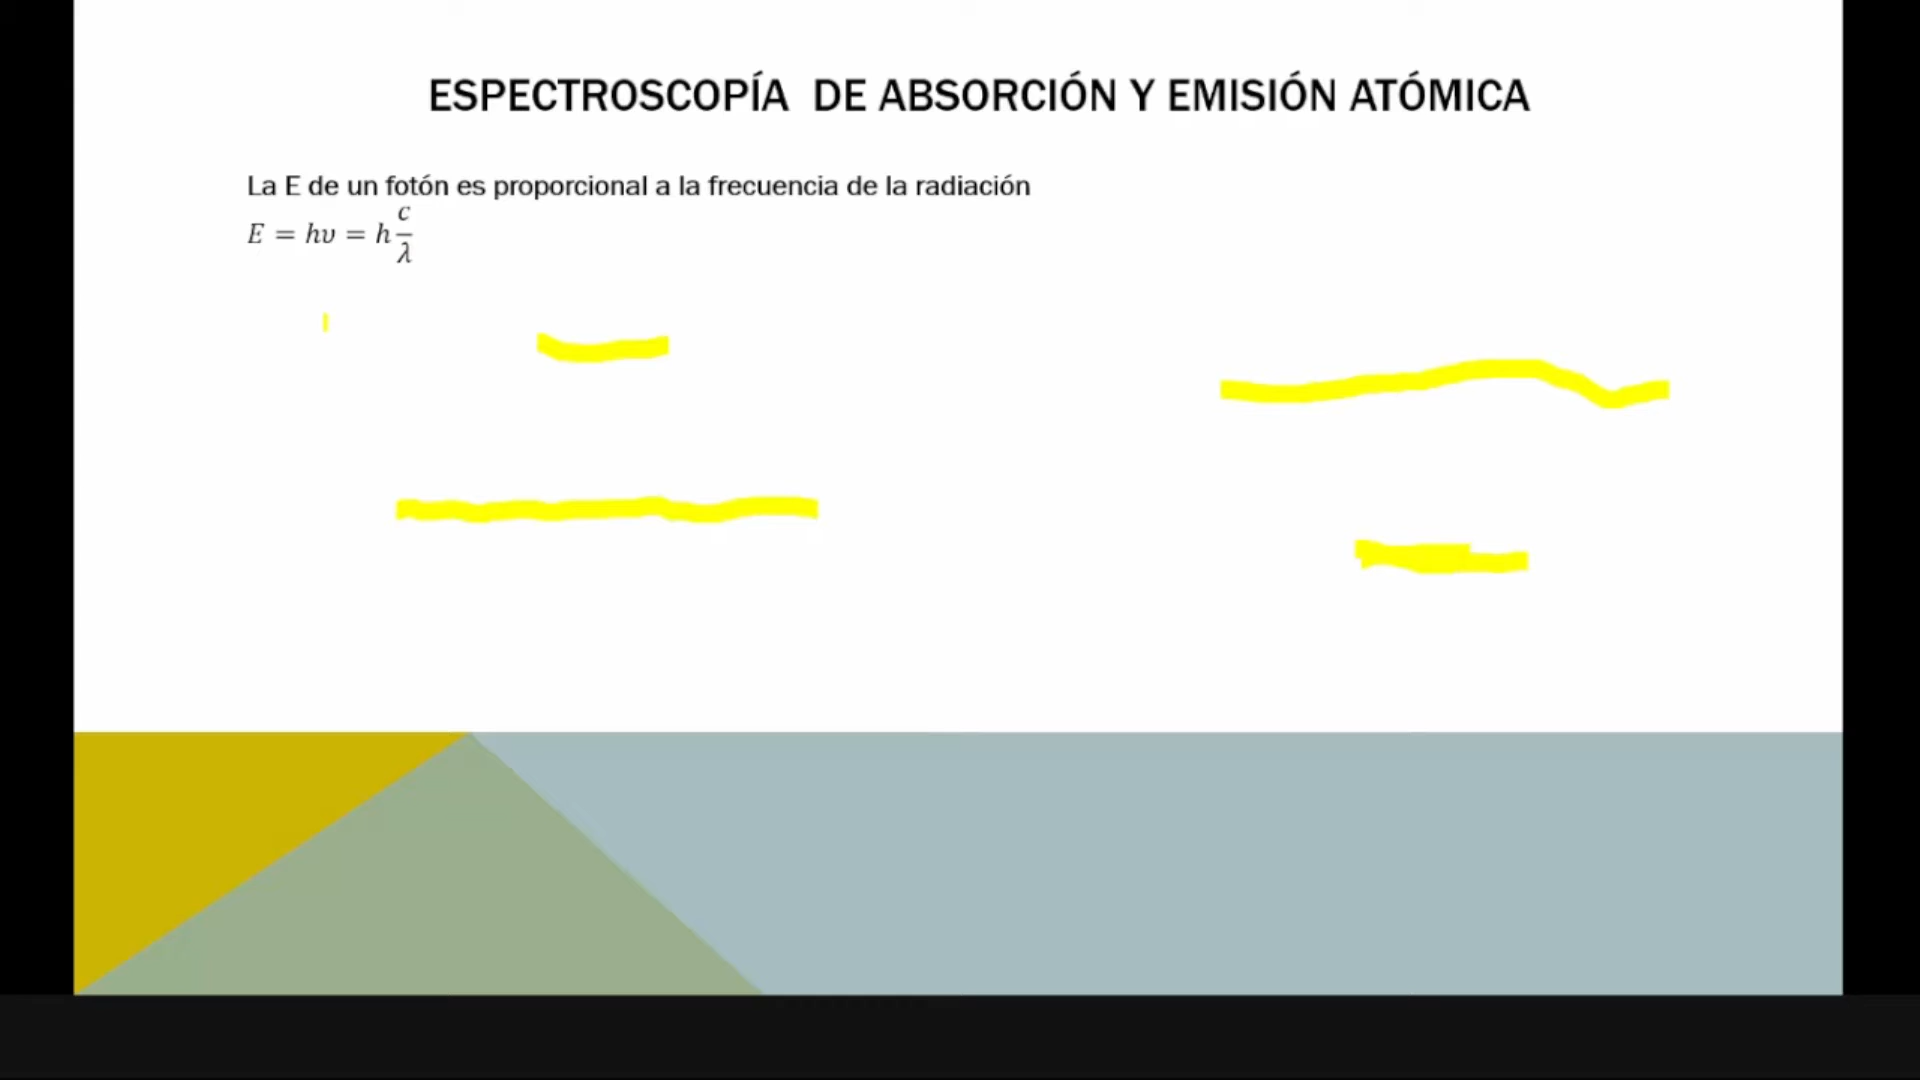 ESPECTROSCOPÍA DE ABSORCIÓN Y EMISIÓN ATÓMICA
La E de un fotón es proporcional a la frecuencia de la radiación
E = hυ = h c/λ